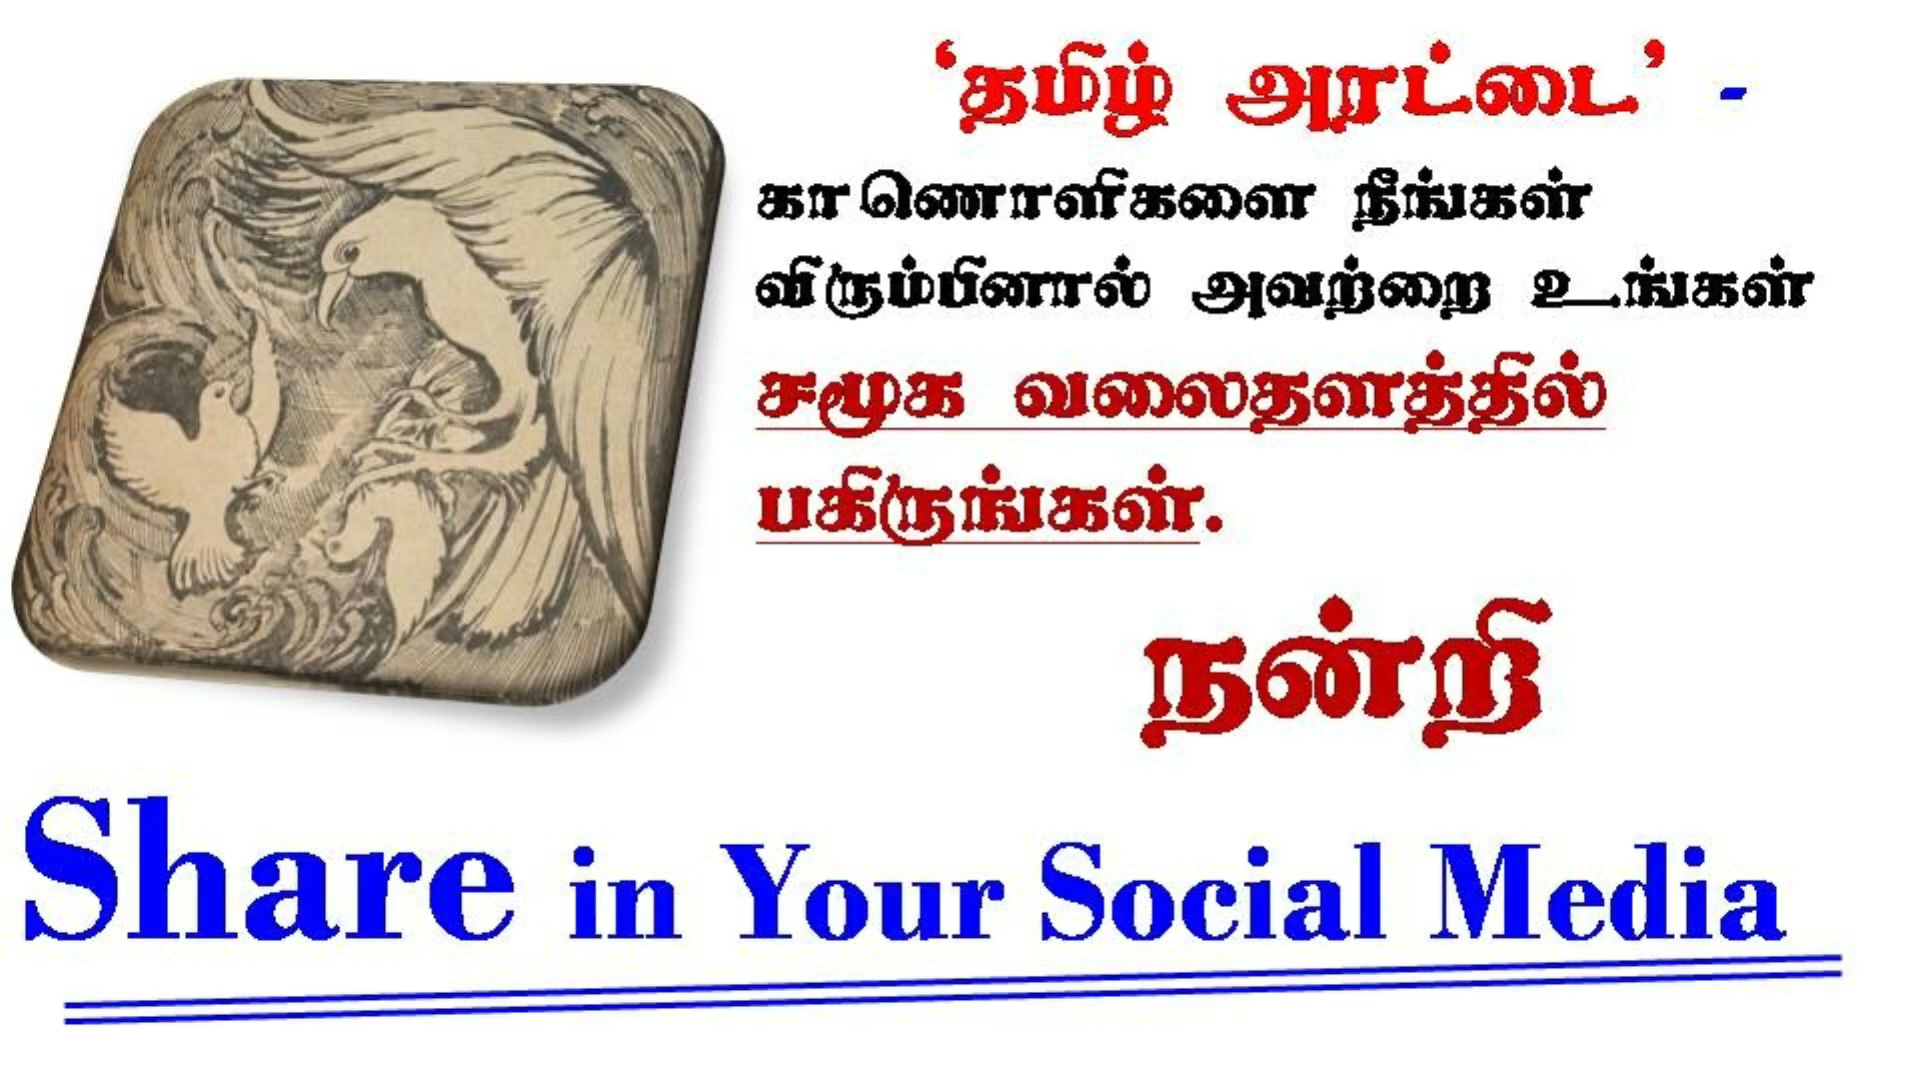 ‘தமிழ் அரட்டை’ -
காணொளிகளை நீங்கள்
விரும்பினால் அவற்றை உங்கள்
சமூக வலைதளத்தில்
பகிருங்கள்.
நன்றி
Share in Your Social Media